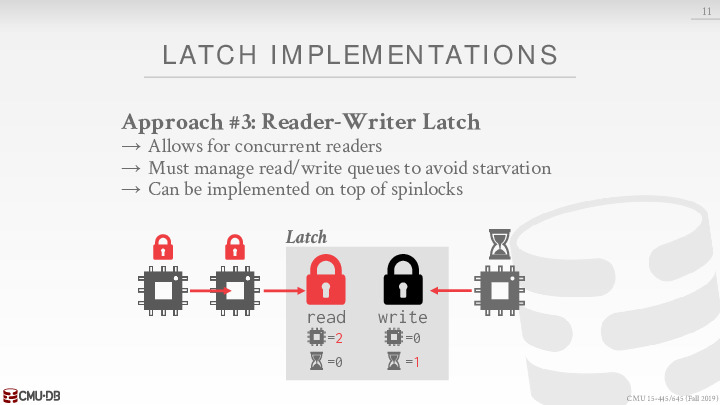 11
LATCH IMPLEMENTATIONS
Approach #3: Reader-Writer Latch
→ Allows for concurrent readers
→ Must manage read/write queues to avoid starvation
→ Can be implemented on top of spinlocks
Latch
read
write
=2
=0
=0
=1
CMU·DB
CMU 15-445/645 (Fall 2019)